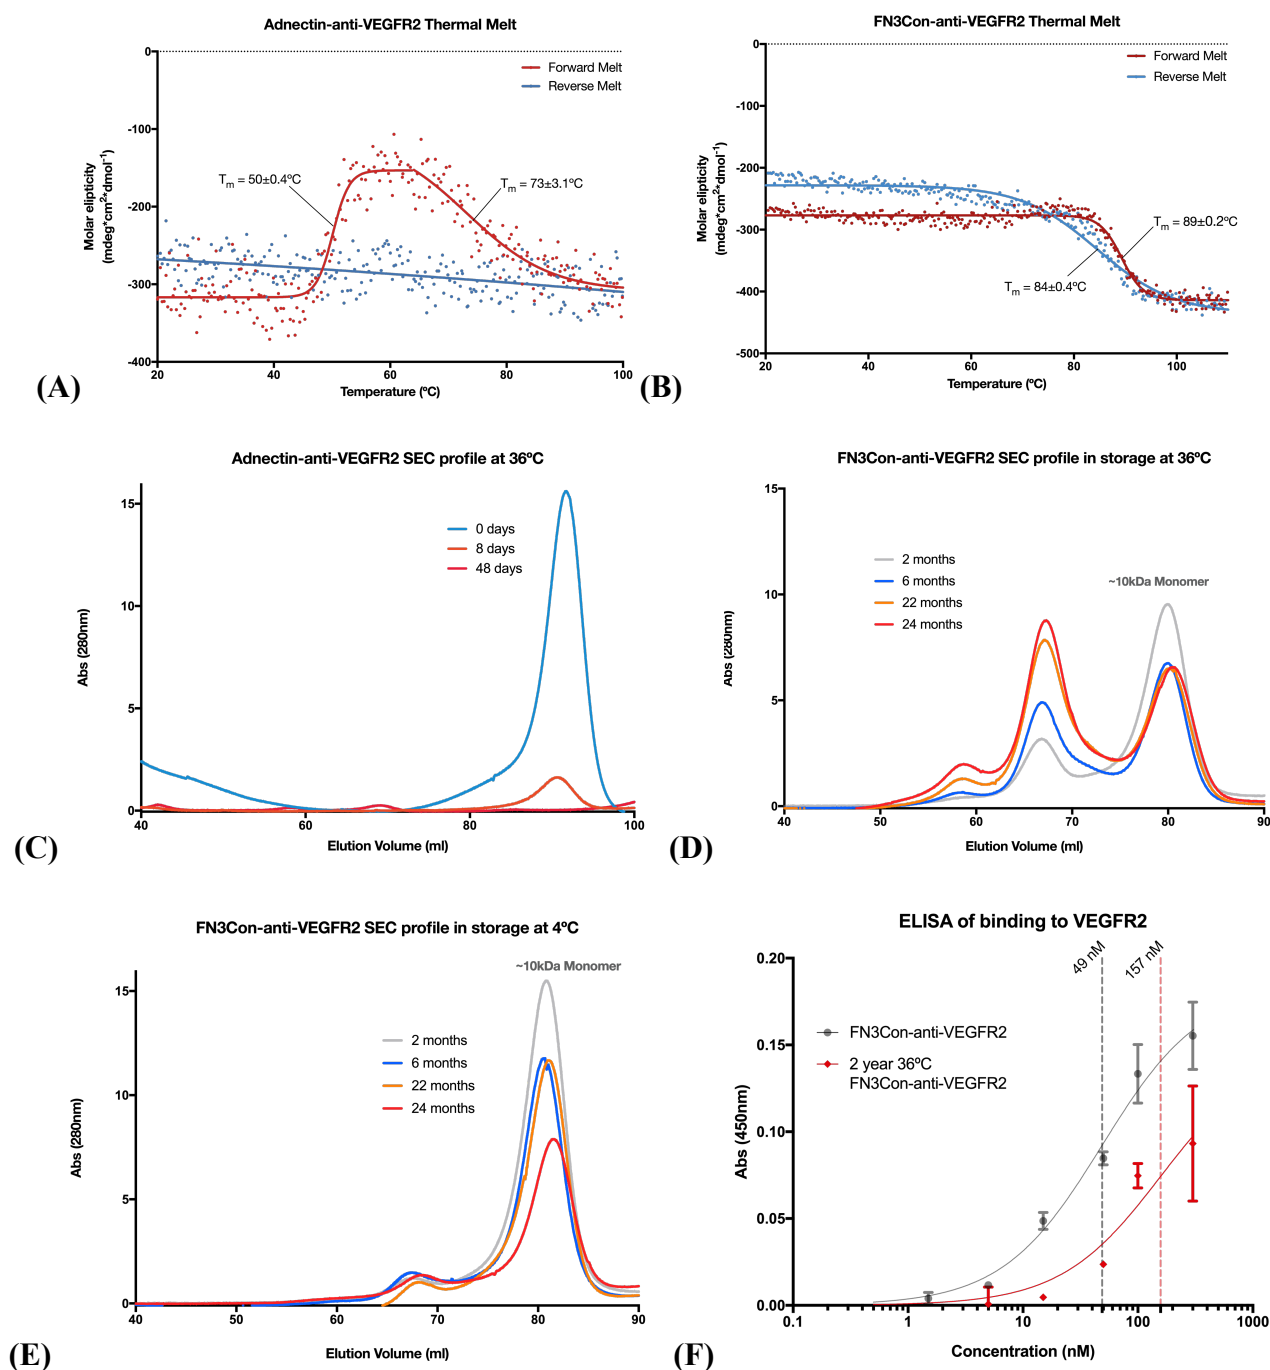 Adnectin-anti-VEGFR2 Thermal Melt
0
-100
-200
-300
-400
Molar elipticity
(mdeg*cm²*dmol⁻¹)
Forward Melt
Reverse Melt
Tm = 50±0.4ºC
Tm = 73±3.1ºC
20
40
60
80
100
Temperature (ºC)
(A)
FN3Con-anti-VEGFR2 Thermal Melt
0
-100
-200
-300
-400
-500
Molar elipticity
(mdeg*cm²*dmol⁻¹)
Forward Melt
Reverse Melt
Tm = 89±0.2ºC
Tm = 84±0.4ºC
20
40
60
80
100
Temperature (ºC)
(B)
Adnectin-anti-VEGFR2 SEC profile at 36ºC
15
10
5
0
Abs (280nm)
0 days
8 days
48 days
40
60
80
100
Elution Volume (ml)
(C)
FN3Con-anti-VEGFR2 SEC profile in storage at 36ºC
15
10
5
0
Abs (280nm)
2 months
6 months
22 months
24 months
~10kDa Monomer
40
50
60
70
80
90
Elution Volume (ml)
(D)
FN3Con-anti-VEGFR2 SEC profile in storage at 4ºC
15
10
5
0
Abs (280nm)
~10kDa Monomer
2 months
6 months
22 months
24 months
40
50
60
70
80
90
Elution Volume (ml)
(E)
ELISA of binding to VEGFR2
0.20
0.15
0.10
0.05
0.00
Abs (450nm)
49 nM
157 nM
FN3Con-anti-VEGFR2
2 year 36ºC
FN3Con-anti-VEGFR2
0.1
1
10
100
1000
Concentration (nM)
(F)